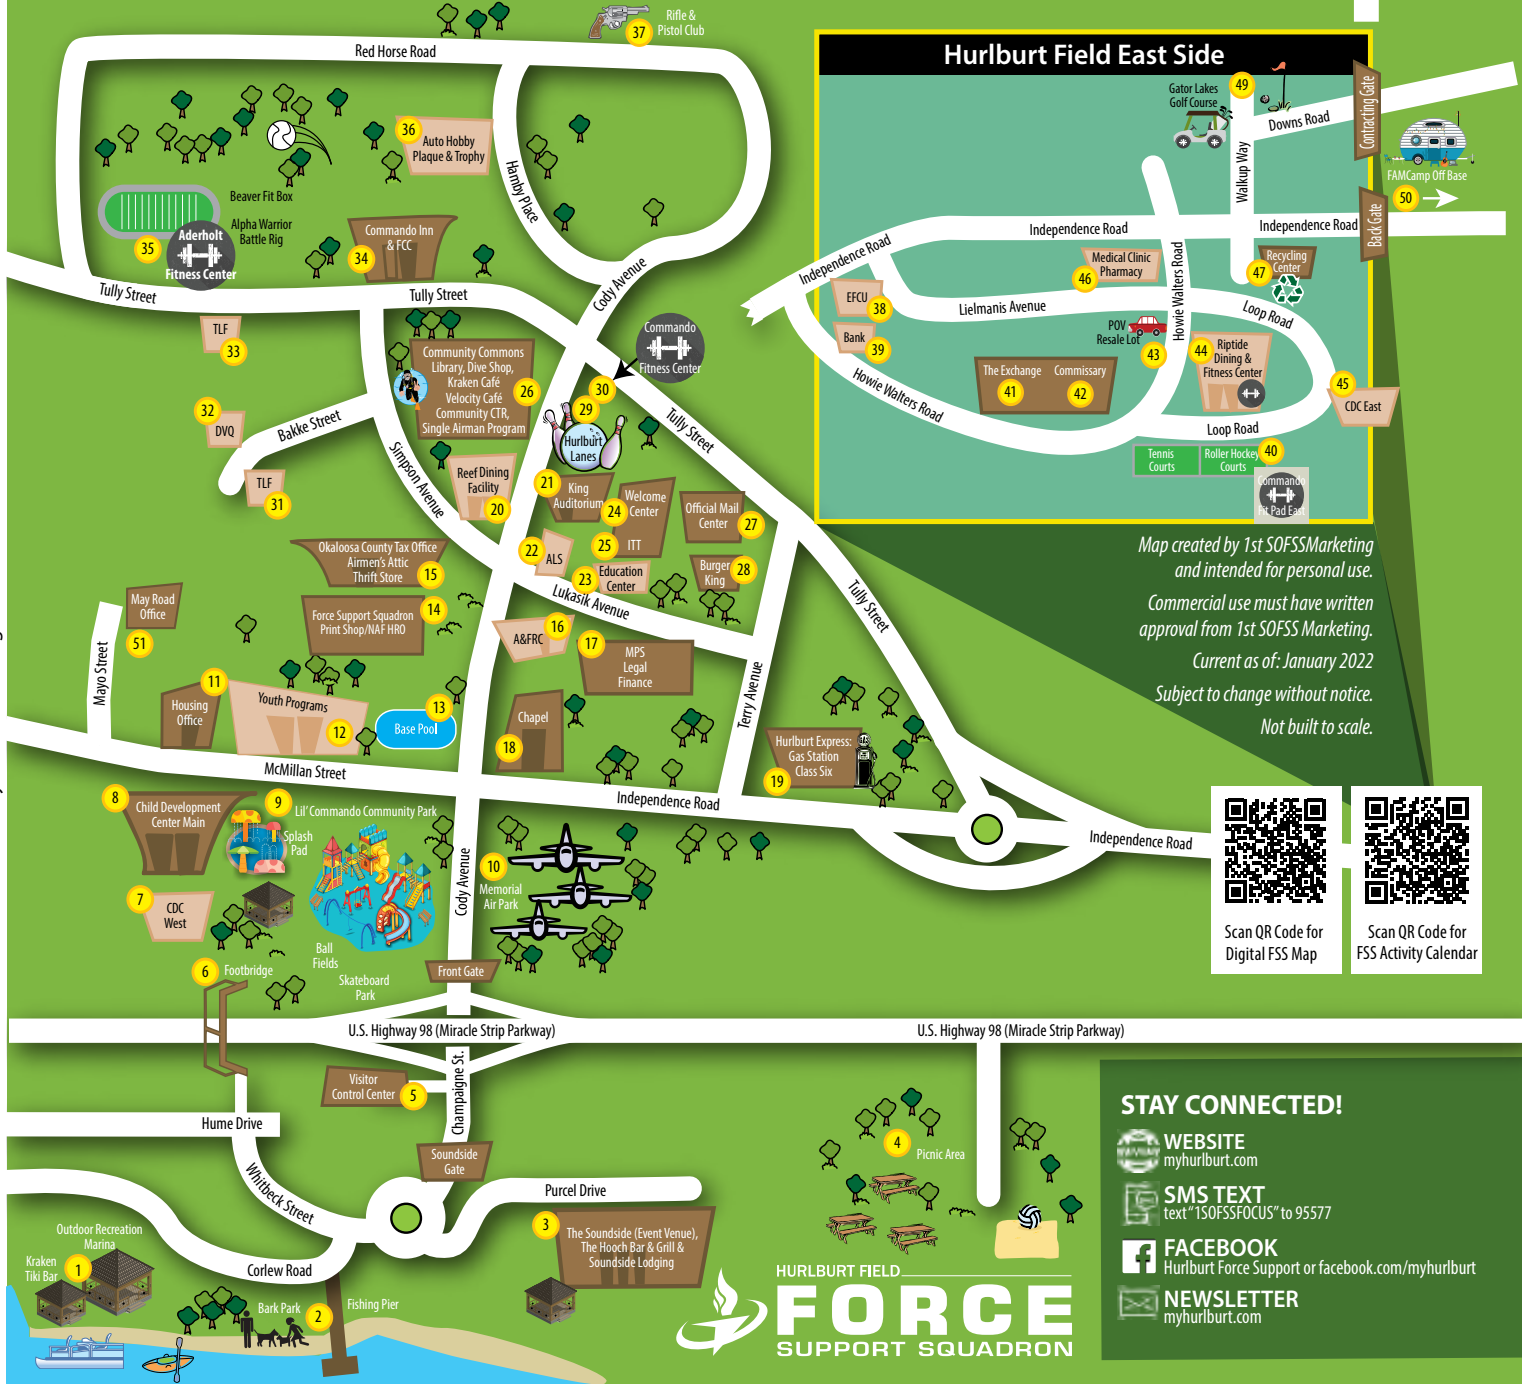 37
Rifle &
Pistol Club
Red Horse Road
Hurlburt Field East Side
Gator Lakes
Golf Course
49
Downs Road
Contracting Gate
Walkup Way
FAMCamp Off Base
50
Back Gate
Independence Road
Independence Road
Independence Road
36
Auto Hobby
Plaque & Trophy
Hamby Place
Beaver Fit Box
Alpha Warrior
Battle Rig
35
Aderholt
Fitness Center
Commando Inn
& FCC
34
Tully Street
Tully Street
Cody Avenue
TLF
33
Commando
Fitness Center
Community Commons
Library, Dive Shop,
Kraken Café
Velocity Café
Community CTR,
Single Airman Program
26
30
29
Hurlburt
Lanes
Tully Street
32
DVQ
Bakke Street
Simpson Avenue
TLF
31
Reef Dining
Facility
20
21
King
Auditorium
24
Welcome
Center
25
ITT
Official Mail
Center
27
22
ALS
23
Education
Center
Burger
King
28
Lukasik Avenue
Tully Street
Medical Clinic
Pharmacy
46
Recycling
Center
47
Howie Walters Road
EFCU
38
Lielmanis Avenue
Loop Road
Bank
39
POV
Resale Lot
43
44
Riptide
Dining &
Fitness Center
45
CDC East
Howie Walters Road
The Exchange
41
Commissary
42
Loop Road
Tennis
Courts
Roller Hockey
Courts
40
Commando
Fit Pad East
Map created by 1st SOFSSMarketing
and intended for personal use.
Commercial use must have written
approval from 1st SOFSS Marketing.
Current as of: January 2022
Subject to change without notice.
Not built to scale.
Okaloosa County Tax Office
Airmen's Attic
Thrift Store
15
May Road
Office
51
Force Support Squadron
Print Shop/NAF HRO
14
Mayo Street
A&FRC
16
17
MPS
Legal
Finance
Terry Avenue
11
Housing
Office
Youth Programs
12
13
Base Pool
Chapel
18
Hurlburt Express:
Gas Station
Class Six
19
McMillan Street
Independence Road
Independence Road
8
Child Development
Center Main
9
Lil' Commando Community Park
Splash
Pad
Cody Avenue
10
Memorial
Air Park
7
CDC
West
Ball
Fields
Skateboard
Park
6
Footbridge
Front Gate
Scan QR Code for
Digital FSS Map
Scan QR Code for
FSS Activity Calendar
U.S. Highway 98 (Miracle Strip Parkway)
U.S. Highway 98 (Miracle Strip Parkway)
Visitor
Control Center
5
Champaigne St.
Hume Drive
Soundside
Gate
4
Picnic Area
Whitbeck Street
Purcel Drive
3
The Soundside (Event Venue),
The Hooch Bar & Grill &
Soundside Lodging
Outdoor Recreation
Marina
Kraken
Tiki Bar
1
Corlew Road
Bark Park
2
Fishing Pier
HURLBURT FIELD
FORCE
SUPPORT SQUADRON
STAY CONNECTED!
WEBSITE
myhurlburt.com
SMS TEXT
text "1SOFSSFOCUS" to 95577
FACEBOOK
Hurlburt Force Support or facebook.com/myhurlburt
NEWSLETTER
myhurlburt.com